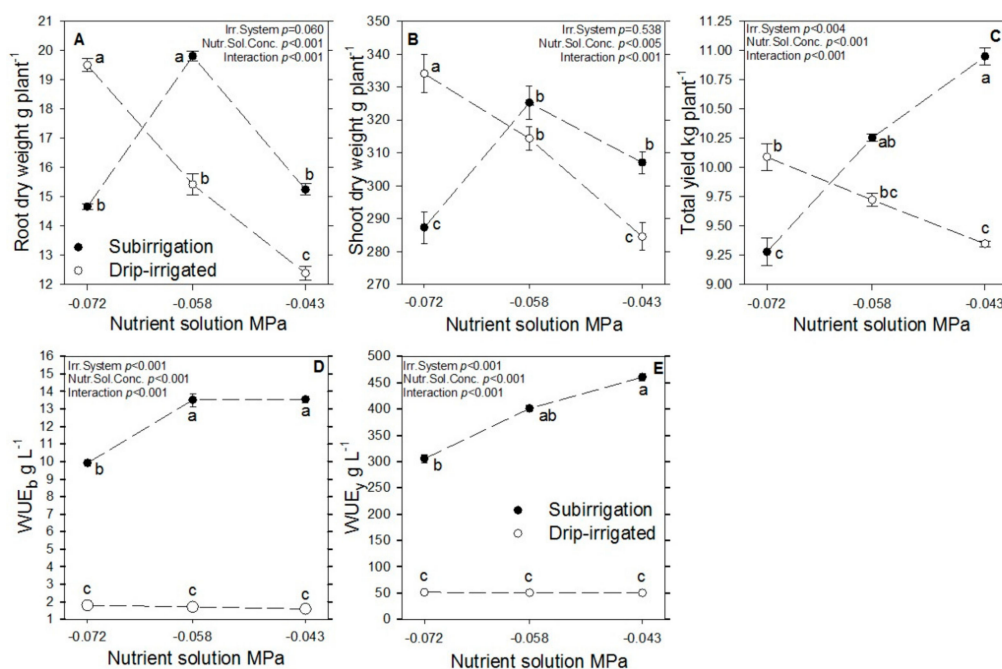 A
Irr.System p=0.060
Nutr.Sol.Conc. p<0.001
Interaction p<0.001
Root dry weight g plant-1
21
20
19
18
17
16
15
14
13
12
a
a
b
b
b
c
Subirrigation
Drip-irrigated
-0.072
-0.058
-0.043
Nutrient solution MPa
B
Irr.System p=0.538
Nutr.Sol.Conc. p<0.005
Interaction p<0.001
Shoot dry weight g plant-1
350
340
330
320
310
300
290
280
270
a
b
b
b
c
c
-0.072
-0.058
-0.043
Nutrient solution MPa
C
Irr.System p<0.004
Nutr.Sol.Conc. p<0.001
Interaction p<0.001
Total yield kg plant-1
11.25
11.00
10.75
10.50
10.25
10.00
9.75
9.50
9.25
9.00
a
b
ab
bc
c
c
-0.072
-0.058
-0.043
Nutrient solution MPa
D
Irr.System p<0.001
Nutr.Sol.Conc. p<0.001
Interaction p<0.001
WUEb g L-1
16
15
14
13
12
11
10
9
8
7
6
5
4
3
2
1
b
a
a
c
c
c
-0.072
-0.058
-0.043
Nutrient solution MPa
E
Irr.System p<0.001
Nutr.Sol.Conc. p<0.001
Interaction p<0.001
WUEy g L-1
500
450
400
350
300
250
200
150
100
50
0
b
ab
a
Subirrigation
Drip-irrigated
c
c
c
-0.072
-0.058
-0.043
Nutrient solution MPa